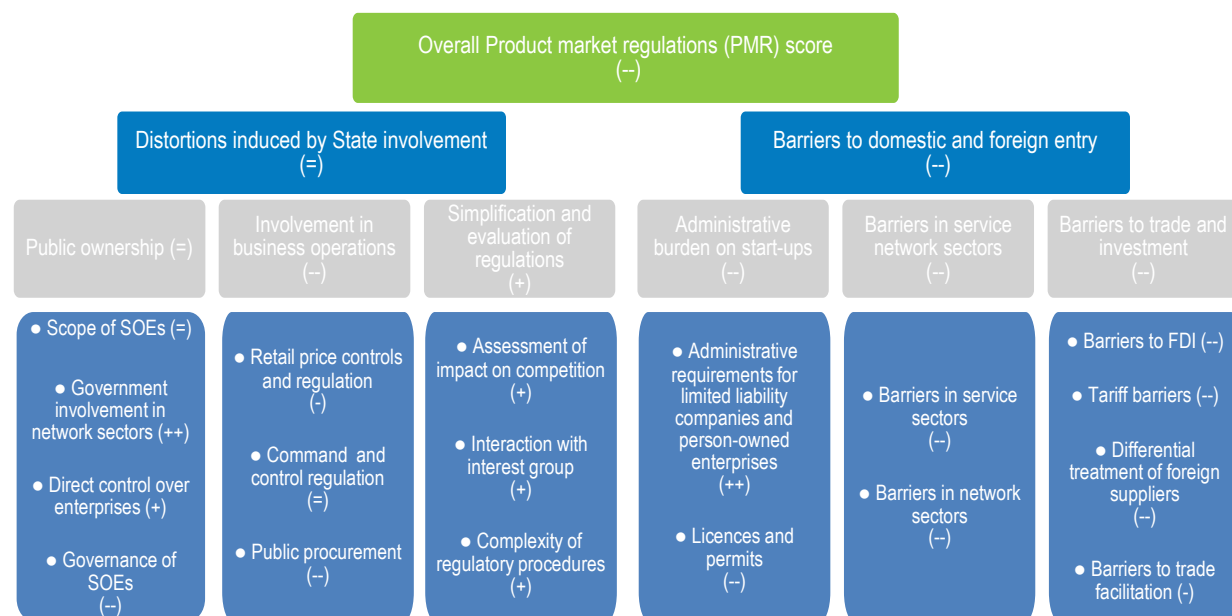 Overall Product market regulations (PMR) score
(--)
Distortions induced by State involvement
(=)
Barriers to domestic and foreign entry
(--)
Public ownership (=)
Involvement in
business operations
(--)
Simplification and
evaluation of
regulations
(+)
Administrative
burden on start-ups
(--)
Barriers in service
network sectors
(--)
Barriers to trade and
investment
(--)
● Scope of SOEs (=)
● Government
involvement in
network sectors (++)
● Direct control over
enterprises (+)
● Governance of
SOEs
(--)
● Retail price controls
and regulation
(-)
● Command and
control regulation
(=)
● Public procurement
(--)
● Assessment of
impact on competition
(+)
● Interaction with
interest group
(+)
● Complexity of
regulatory procedures
(+)
● Administrative
requirements for
limited liability
companies and
person-owned
enterprises
(++)
● Licences and
permits
(--)
● Barriers in service
sectors
(--)
● Barriers in network
sectors
(--)
● Barriers to FDI (--)
● Tariff barriers (--)
● Differential
treatment of foreign
suppliers
(--)
● Barriers to trade
facilitation (-)